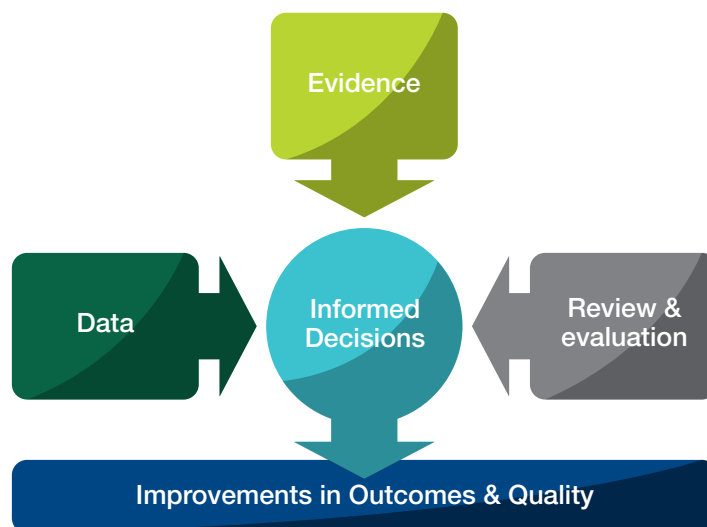 Evidence
Data
Informed
Decisions
Review &
evaluation
Improvements in Outcomes & Quality